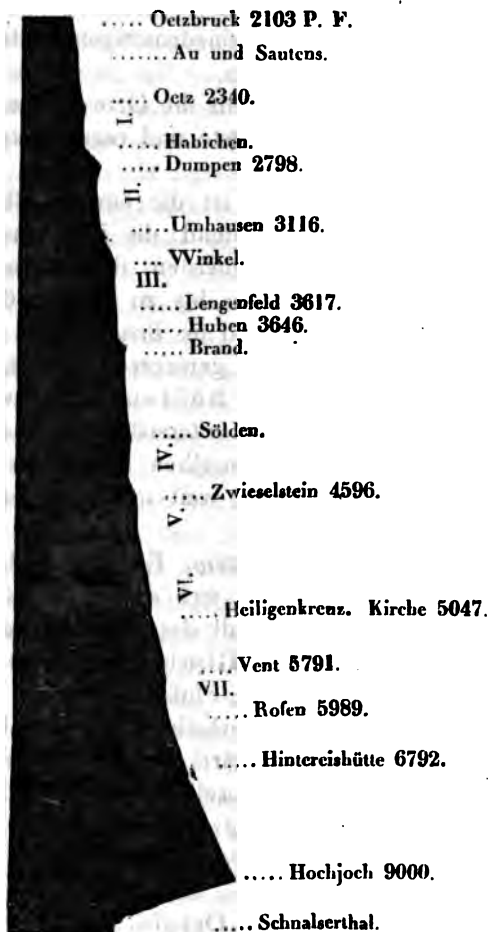 ..... Oetzbruck 2103 P. F.
....... Au und Sautens.
..... Oetz 2340.
I.
..... Habichen.
..... Dumpen 2798.
II.
..... Umhausen 3116.
.... Winkel.
III.
..... Lengenfeld 3617.
..... Huben 3646.
..... Brand.
..... Sölden.
IV.
..... Zwieselstein 4596.
V.
VI.
..... Heiligenkrenz. Kirche 5047.
.... Vent 5791.
VII.
..... Rofen 5989.
..... Hintereishütte 6792.
..... Hochjoch 9000.
..... Schnalserthal.